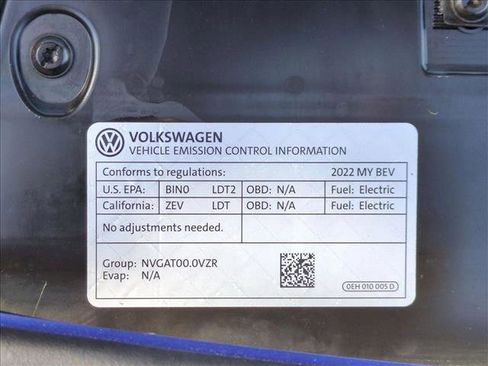 VOLKSWAGEN
VEHICLE EMISSION CONTROL INFORMATION
Conforms to regulations: 2022 MY BEV
U.S. EPA: BIN0 LDT2 OBD: N/A Fuel: Electric
California: ZEV LDT OBD: N/A Fuel: Electric
No adjustments needed.
Group: NVGAT00.0VZR
Evap: N/A
0EH 010 005 D